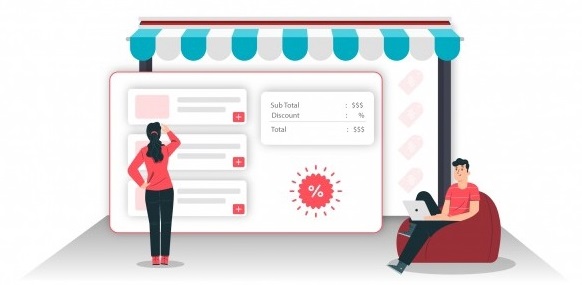 Sub Total : $$$
Discount : %
Total : $$$
%